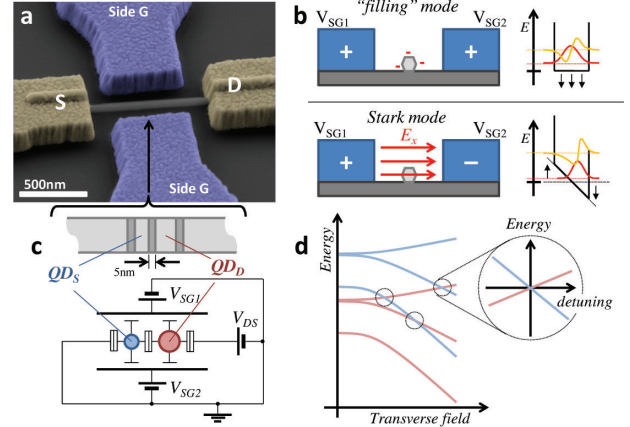 a
Side G
S
D
Side G
500nm
b
"filling" mode
V_SG1
V_SG2
+
+
- - -
E
Stark mode
V_SG1
E_x
V_SG2
+
−
E
c
QD_S
5nm
QD_D
V_SG1
V_DS
V_SG2
d
Energy
Energy
detuning
Transverse field